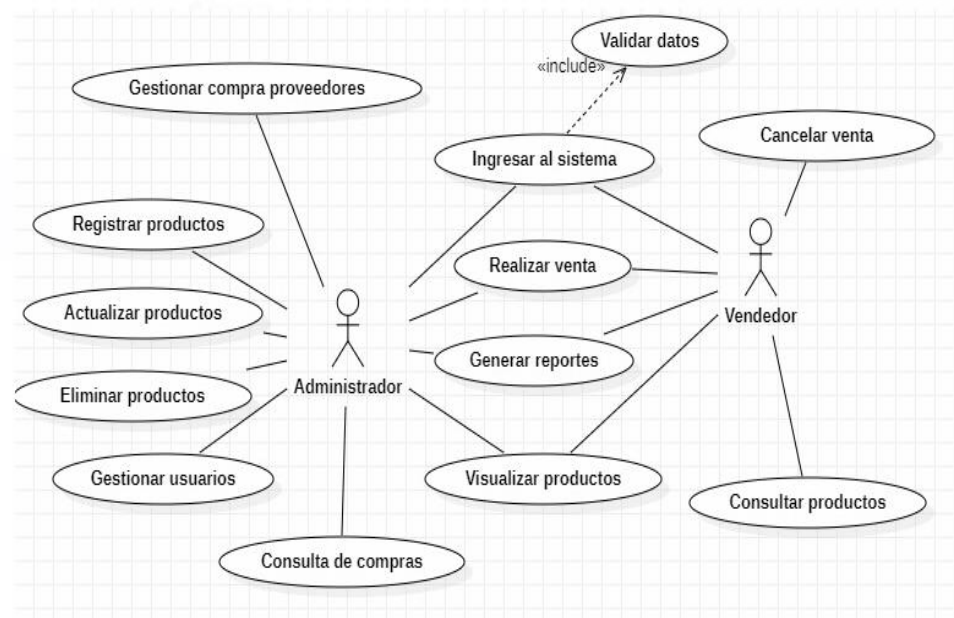 Validar datos
«include»
Gestionar compra proveedores
Cancelar venta
Ingresar al sistema
Registrar productos
Realizar venta
Actualizar productos
Vendedor
Generar reportes
Administrador
Eliminar productos
Gestionar usuarios
Visualizar productos
Consultar productos
Consulta de compras